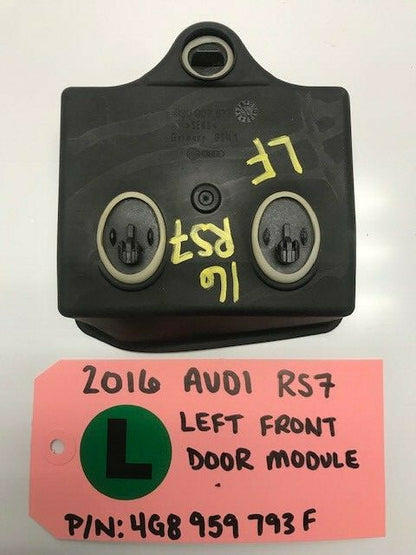 LF
16
RS7
2016 AUDI RS7
L
LEFT FRONT
DOOR MODULE
P/N: 4G8 959 793 F